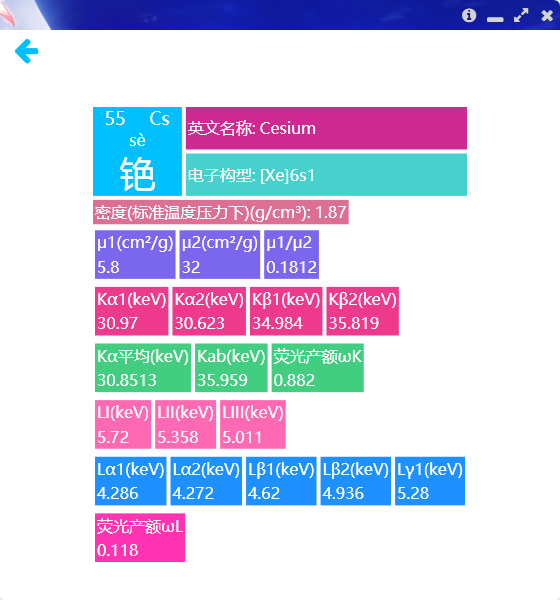 55 Cs
sè
铯
英文名称: Cesium
电子构型: [Xe]6s1
密度(标准温度压力下)(g/cm³): 1.87
μ1(cm²/g) μ2(cm²/g) μ1/μ2
5.8 32 0.1812
Kα1(keV) Kα2(keV) Kβ1(keV) Kβ2(keV)
30.97 30.623 34.984 35.819
Kα平均(keV) Kab(keV) 荧光产额ωK
30.8513 35.959 0.882
LI(keV) LII(keV) LIII(keV)
5.72 5.358 5.011
Lα1(keV) Lα2(keV) Lβ1(keV) Lβ2(keV) Lγ1(keV)
4.286 4.272 4.62 4.936 5.28
荧光产额ωL
0.118